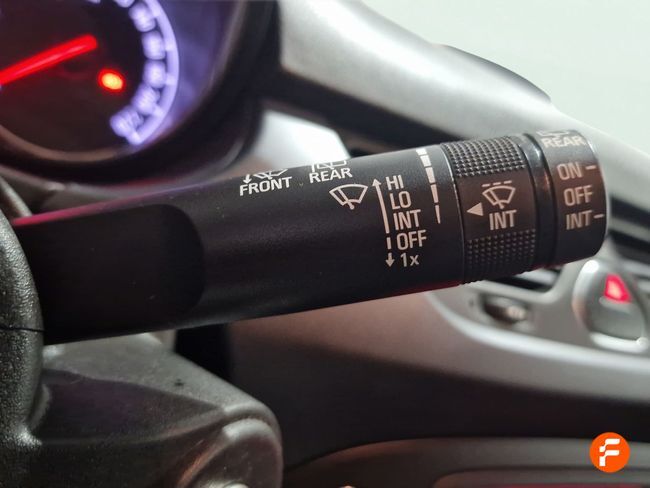 FRONT
REAR
HI
LO
INT
OFF
1x
INT
REAR
ON
OFF
INT